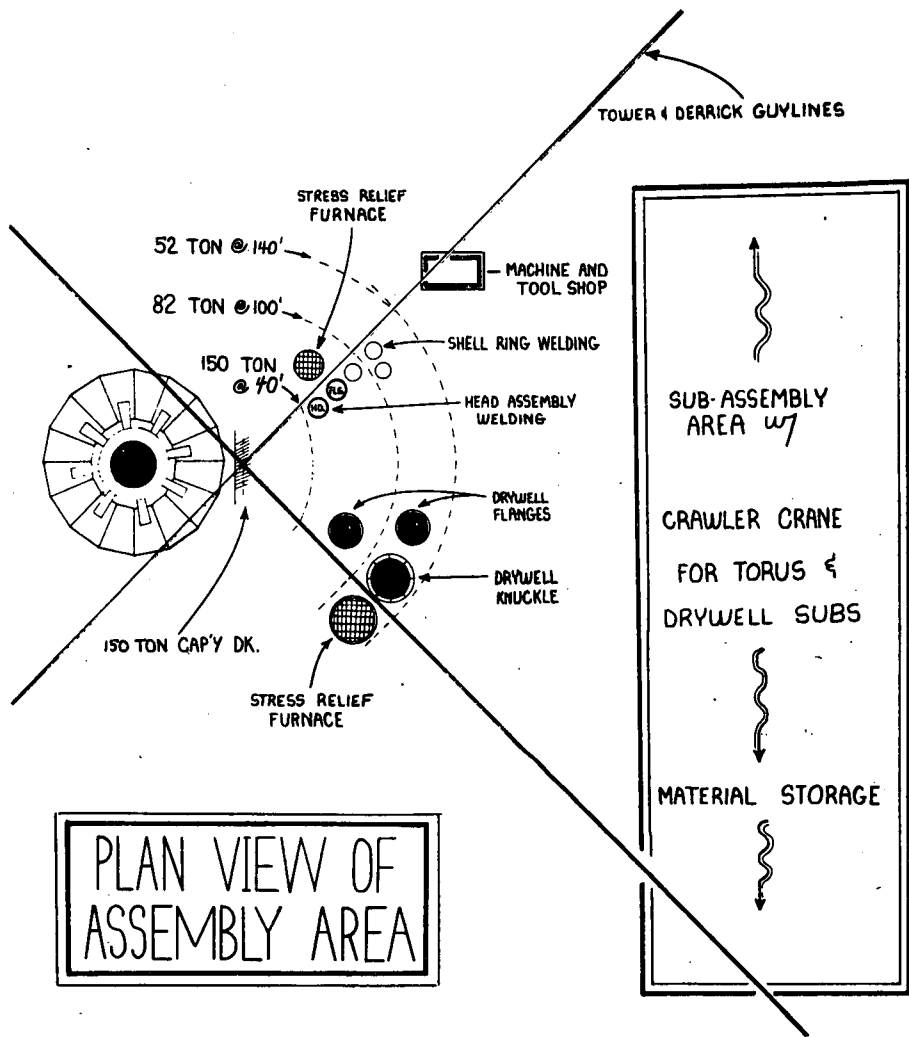 TOWER & DERRICK GUYLINES
STRESS RELIEF
FURNACE
52 TON @ 140'
82 TON @ 100'
150 TON
@ 40'
MACHINE AND
TOOL SHOP
SHELL RING WELDING
FLG.
HD.
HEAD ASSEMBLY
WELDING
DRYWELL
FLANGES
DRYWELL
KNUCKLE
150 TON CAP'Y DK.
STRESS RELIEF
FURNACE
SUB-ASSEMBLY
AREA w/
CRAWLER CRANE
FOR TORUS &
DRYWELL SUBS
MATERIAL STORAGE
PLAN VIEW OF
ASSEMBLY AREA